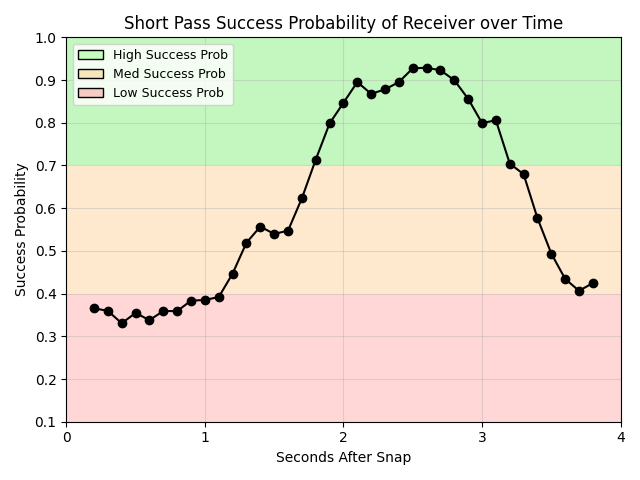 Short Pass Success Probability of Receiver over Time
1.0
0.9
0.8
0.7
0.6
0.5
0.4
0.3
0.2
0.1
Success Probability
High Success Prob
Med Success Prob
Low Success Prob
0 1 2 3 4
Seconds After Snap